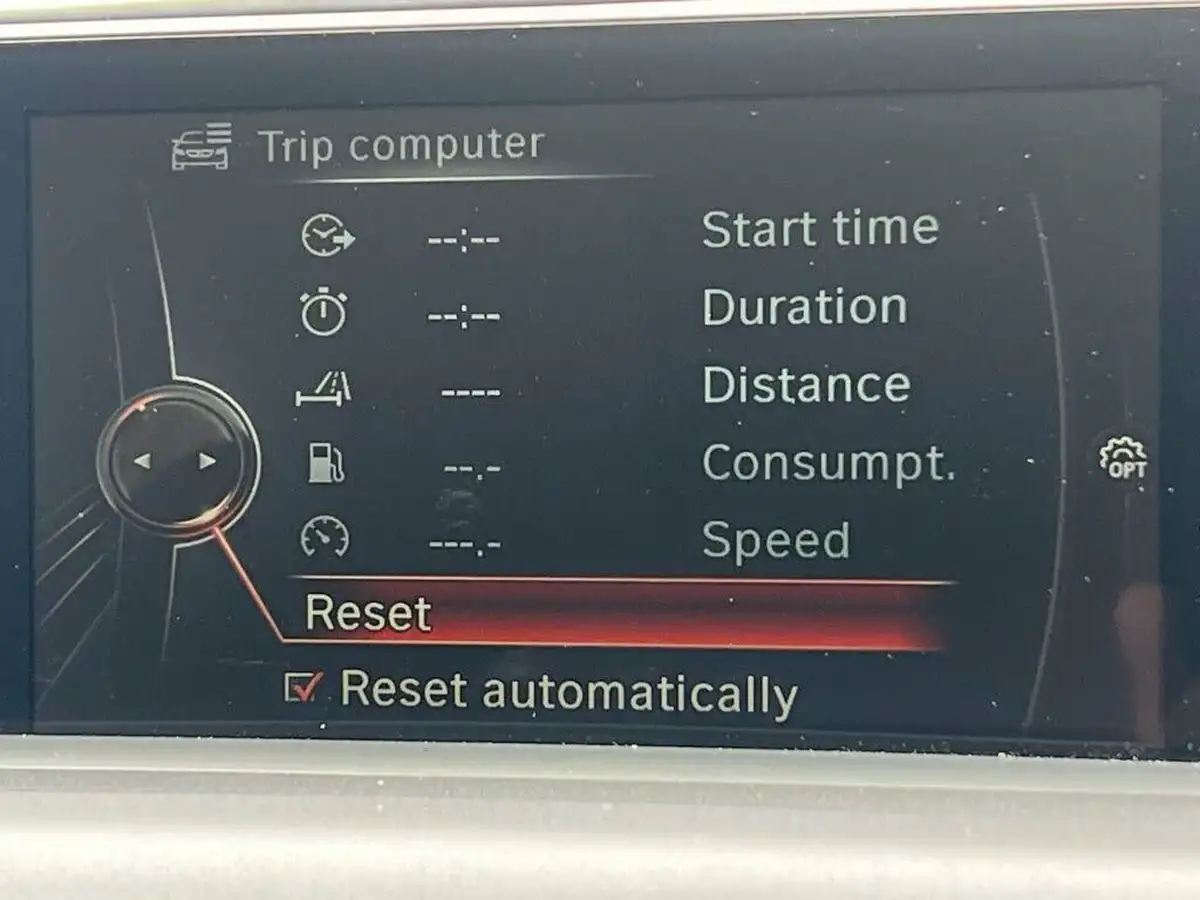 Trip computer
--:-- Start time
--:-- Duration
---- Distance
--.- Consumpt.
---.- Speed
OPT
Reset
Reset automatically